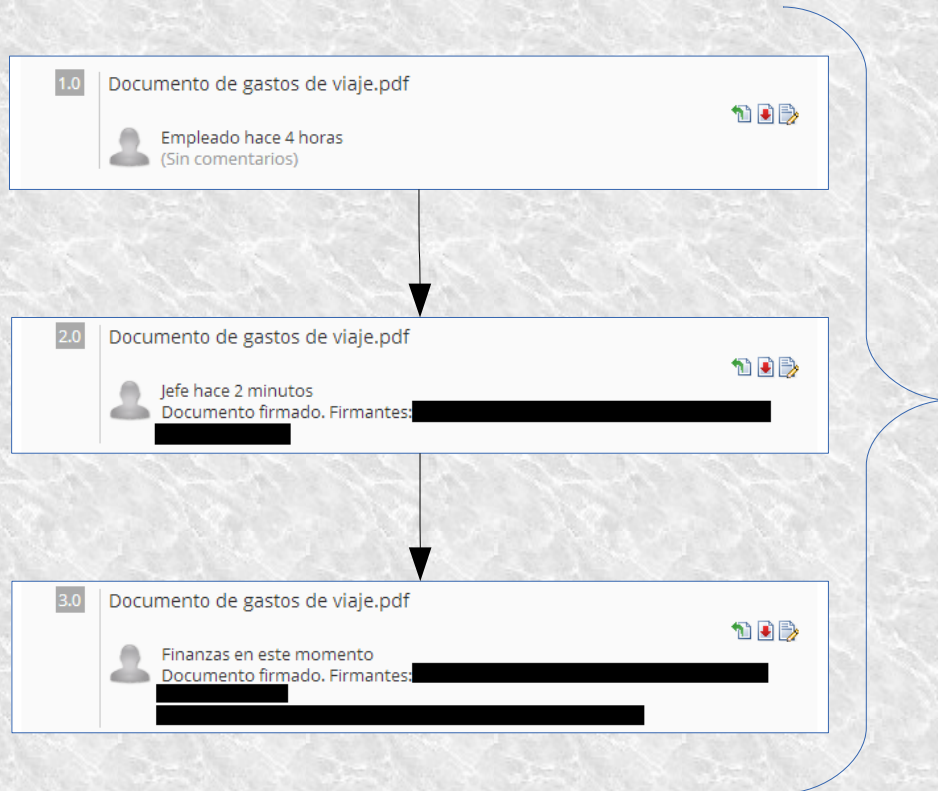 1.0
Documento de gastos de viaje.pdf
Empleado hace 4 horas
(Sin comentarios)
2.0
Documento de gastos de viaje.pdf
Jefe hace 2 minutos
Documento firmado. Firmantes:
3.0
Documento de gastos de viaje.pdf
Finanzas en este momento
Documento firmado. Firmantes: